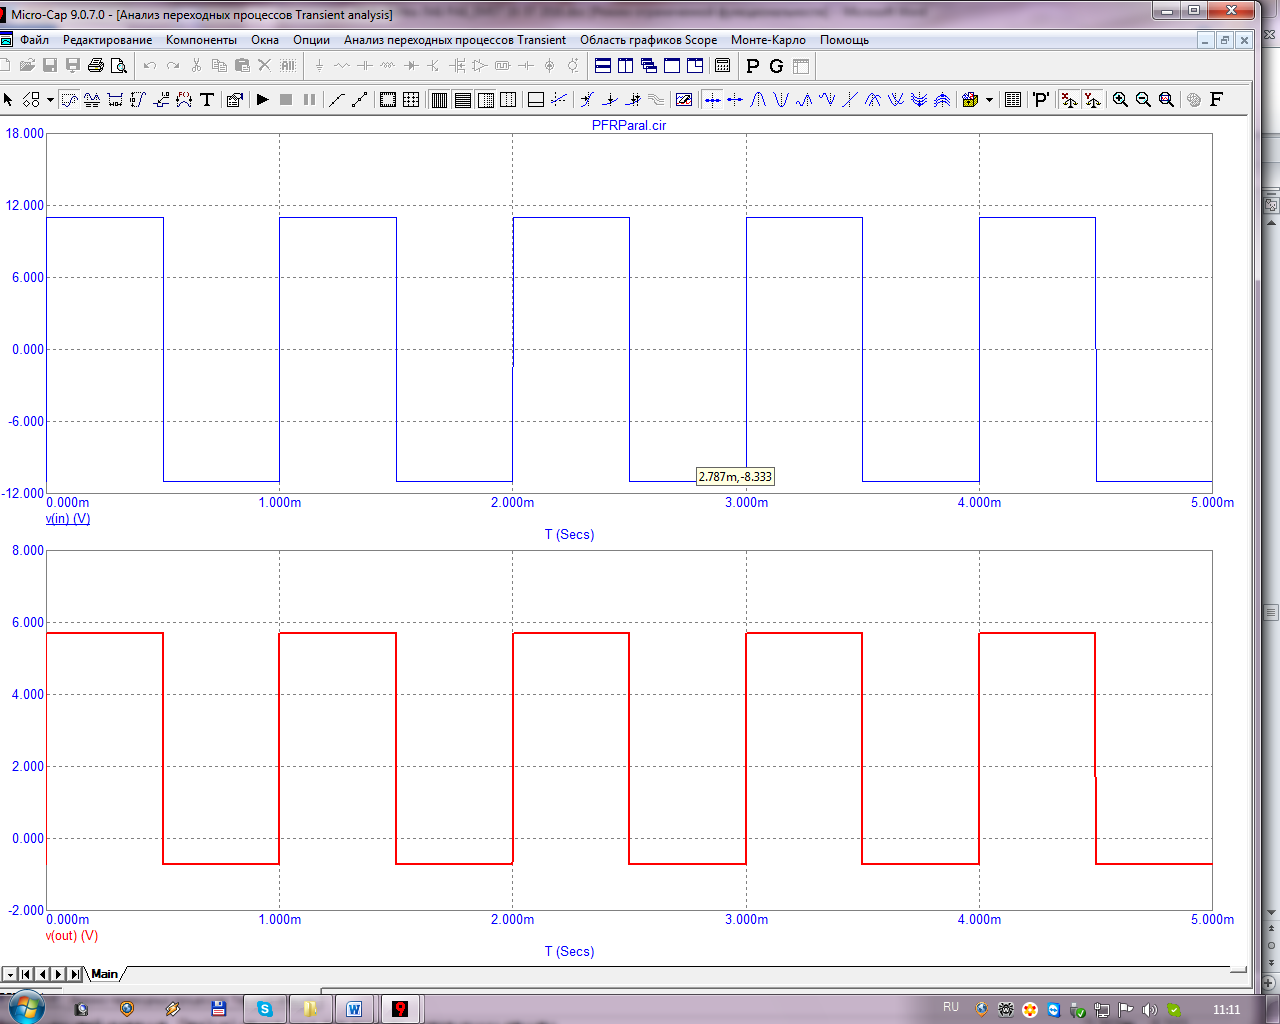 Micro-Cap 9.0.7.0 - [Анализ переходных процессов Transient analysis]
Файл Редактирование Компоненты Окна Опции Анализ переходных процессов Transient Область графиков Scope Монте-Карло Помощь
P G
T 'P' X Y F
PFRParal.cir
18.000
12.000
6.000
0.000
-6.000
-12.000
2.787m,-8.333
0.000m 1.000m 2.000m 3.000m 4.000m 5.000m
v(in) (V)
T (Secs)
8.000
6.000
4.000
2.000
0.000
-2.000
0.000m 1.000m 2.000m 3.000m 4.000m 5.000m
v(out) (V)
T (Secs)
Main
RU 11:11